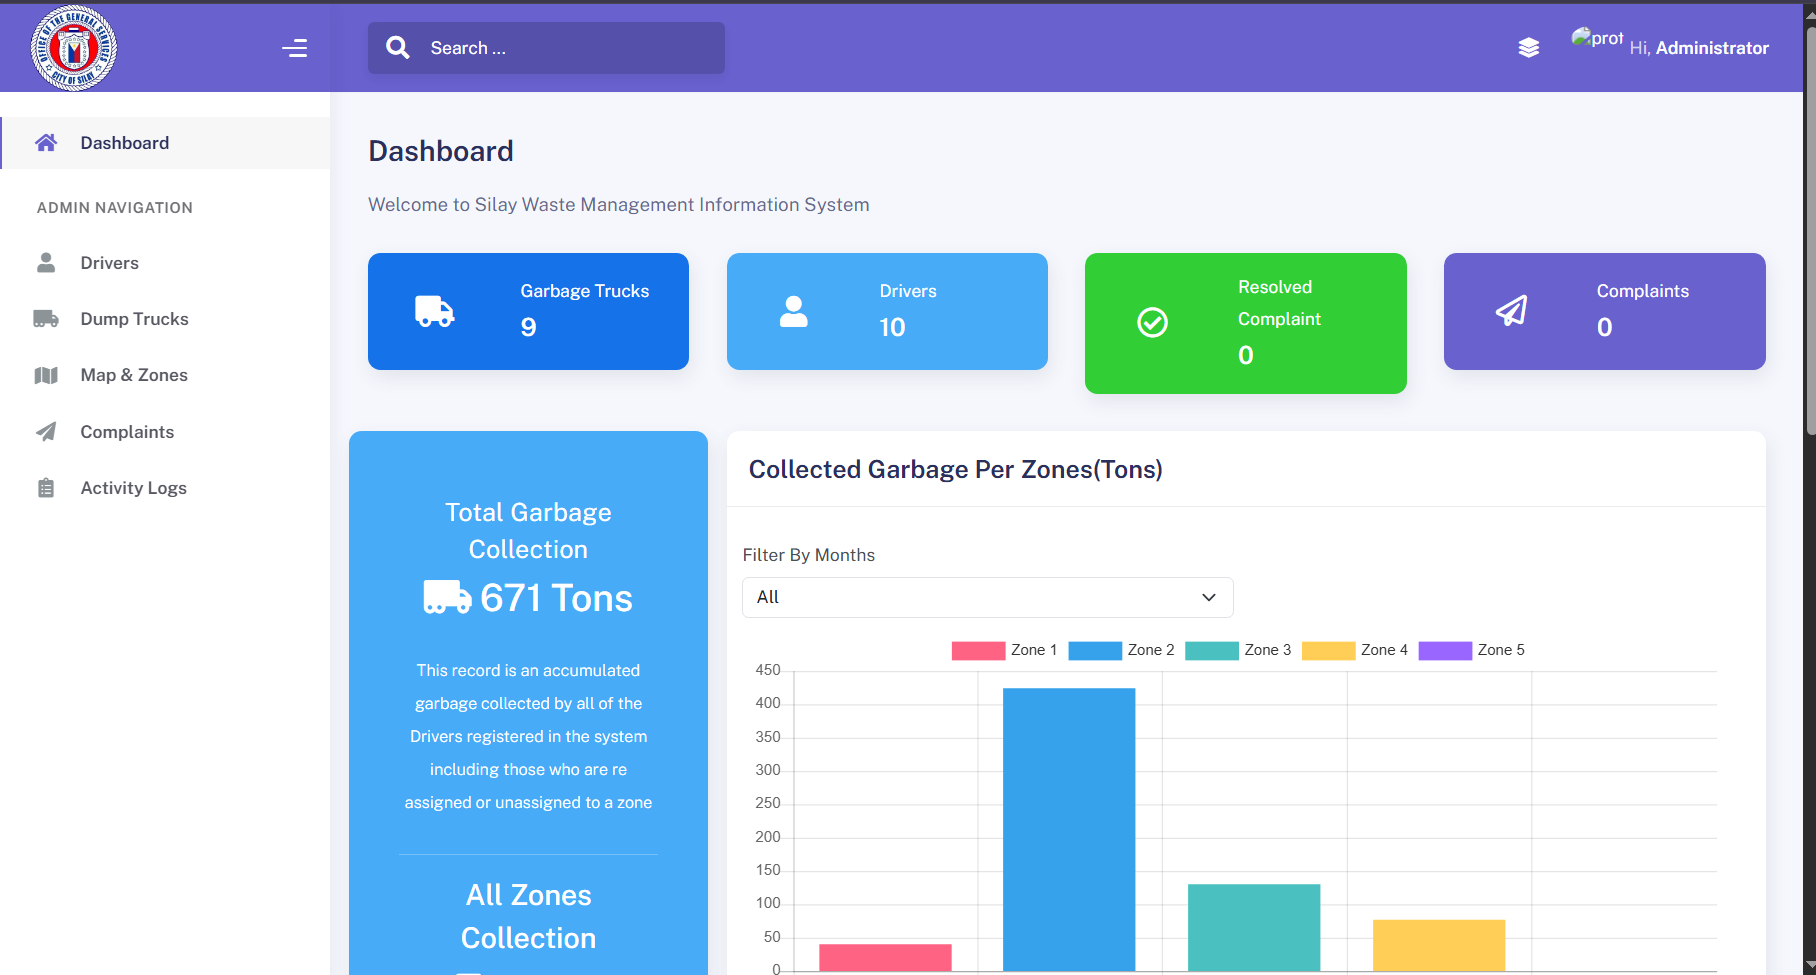 OFFICE OF THE GENERAL SERVICES
CITY OF SILAY
Search ...
prof
Hi, Administrator
Dashboard
ADMIN NAVIGATION
Drivers
Dump Trucks
Map & Zones
Complaints
Activity Logs
Dashboard
Welcome to Silay Waste Management Information System
Garbage Trucks
9
Drivers
10
Resolved
Complaint
0
Complaints
0
Total Garbage
Collection
671 Tons
This record is an accumulated
garbage collected by all of the
Drivers registered in the system
including those who are re
assigned or unassigned to a zone
All Zones
Collection
Collected Garbage Per Zones(Tons)
Filter By Months
All
Zone 1 Zone 2 Zone 3 Zone 4 Zone 5
450
400
350
300
250
200
150
100
50
0